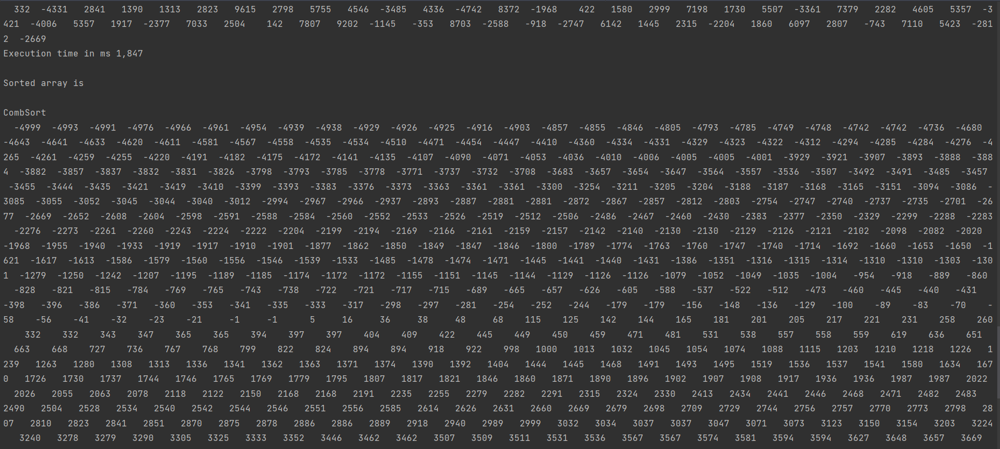 332 -4331 2841 1390 1313 2823 9615 2798 5755 4546 -3485 4336 -4742 8372 -1968 422 1580 2999 7198 1730 5507 -3361 7379 2282 4605 5357 -3
421 -4006 5357 1917 -2377 7033 2504 142 7807 9202 -1145 -353 8703 -2588 -918 -2747 6142 1445 2315 -2204 1860 6097 2807 -743 7110 5423 -281
2 -2669
Execution time in ms 1,847
Sorted array is
CombSort
-4999 -4993 -4991 -4976 -4966 -4961 -4954 -4939 -4938 -4929 -4926 -4925 -4916 -4903 -4857 -4855 -4846 -4805 -4793 -4785 -4749 -4748 -4742 -4742 -4736 -4680
-4643 -4641 -4633 -4620 -4611 -4581 -4567 -4558 -4535 -4534 -4510 -4471 -4454 -4447 -4410 -4360 -4334 -4331 -4329 -4323 -4322 -4312 -4294 -4285 -4284 -4276 -4
265 -4261 -4259 -4255 -4220 -4191 -4182 -4175 -4172 -4141 -4135 -4107 -4090 -4071 -4053 -4036 -4010 -4006 -4005 -4005 -4001 -3929 -3921 -3907 -3893 -3888 -388
4 -3882 -3857 -3837 -3832 -3831 -3826 -3798 -3793 -3785 -3778 -3771 -3737 -3732 -3708 -3683 -3657 -3654 -3647 -3564 -3557 -3536 -3507 -3492 -3491 -3485 -3457
-3455 -3444 -3435 -3421 -3419 -3410 -3399 -3393 -3383 -3376 -3373 -3363 -3361 -3361 -3300 -3254 -3211 -3205 -3204 -3188 -3187 -3168 -3165 -3151 -3094 -3086 -
3085 -3055 -3052 -3045 -3044 -3040 -3012 -2994 -2967 -2966 -2937 -2893 -2887 -2881 -2881 -2872 -2867 -2857 -2812 -2803 -2754 -2747 -2740 -2737 -2735 -2701 -26
77 -2669 -2652 -2608 -2604 -2598 -2591 -2588 -2584 -2560 -2552 -2533 -2526 -2519 -2512 -2506 -2486 -2467 -2460 -2430 -2383 -2377 -2350 -2329 -2299 -2288 -2283
-2276 -2273 -2261 -2260 -2243 -2224 -2222 -2204 -2199 -2194 -2169 -2166 -2161 -2159 -2157 -2142 -2140 -2130 -2130 -2129 -2126 -2121 -2102 -2098 -2082 -2020
-1968 -1955 -1940 -1933 -1919 -1917 -1910 -1901 -1877 -1862 -1850 -1849 -1847 -1846 -1800 -1789 -1774 -1763 -1760 -1747 -1740 -1714 -1692 -1660 -1653 -1650 -1
621 -1617 -1613 -1586 -1579 -1560 -1556 -1546 -1539 -1533 -1485 -1478 -1474 -1471 -1445 -1441 -1440 -1431 -1386 -1351 -1316 -1315 -1314 -1310 -1310 -1303 -130
1 -1279 -1250 -1242 -1207 -1195 -1189 -1185 -1174 -1172 -1172 -1155 -1151 -1145 -1144 -1129 -1126 -1126 -1079 -1052 -1049 -1035 -1004 -954 -918 -889 -860
-828 -821 -815 -784 -769 -765 -743 -738 -722 -721 -717 -715 -689 -665 -657 -626 -605 -588 -537 -522 -512 -473 -460 -445 -440 -431
-398 -396 -386 -371 -360 -353 -341 -335 -333 -317 -298 -297 -281 -254 -252 -244 -179 -179 -156 -148 -136 -129 -100 -89 -83 -70 -
58 -56 -41 -32 -23 -21 -1 -1 5 16 36 38 48 68 115 125 142 144 165 181 201 205 217 221 231 258 260
332 332 343 347 365 365 394 397 397 404 409 422 445 449 450 459 471 481 531 538 557 558 559 619 636 651
663 668 727 736 767 768 799 822 824 894 894 918 922 998 1000 1013 1032 1045 1054 1074 1088 1115 1203 1210 1218 1226 1
239 1263 1280 1308 1313 1336 1341 1362 1363 1371 1374 1390 1392 1404 1444 1445 1468 1491 1493 1495 1519 1536 1537 1541 1580 1634 167
0 1726 1730 1737 1744 1746 1765 1769 1779 1795 1807 1817 1821 1846 1860 1871 1890 1896 1902 1907 1908 1917 1936 1936 1987 1987 2022
2026 2055 2063 2078 2118 2122 2150 2168 2168 2191 2235 2255 2279 2282 2291 2315 2324 2330 2413 2434 2441 2446 2468 2471 2482 2483
2490 2504 2528 2534 2540 2542 2544 2546 2551 2556 2585 2614 2626 2631 2660 2669 2679 2698 2709 2729 2744 2756 2757 2770 2773 2798 28
07 2810 2823 2841 2851 2870 2875 2878 2886 2886 2889 2918 2940 2989 2999 3032 3034 3037 3037 3047 3071 3073 3123 3150 3154 3203 3224
3240 3278 3279 3290 3305 3325 3333 3352 3446 3462 3462 3507 3509 3511 3531 3536 3567 3567 3574 3581 3594 3594 3627 3648 3657 3669